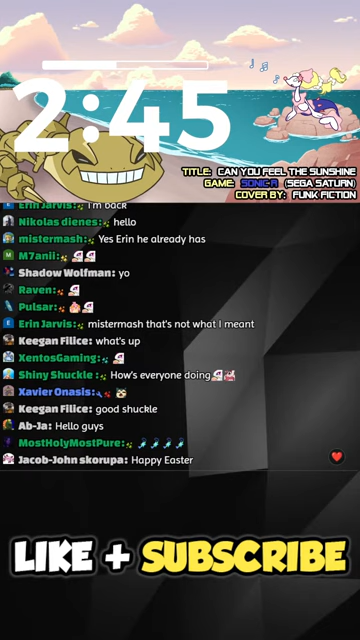 2:45
TITLE: CAN YOU FEEL THE SUNSHINE
GAME: SONIC R (SEGA SATURN)
COVER BY: FUNK FICTION
Erin Jarvis: I'm back
Nikolas dienes: hello
mistermash: Yes Erin he already has
M7anii:
Shadow Wolfman: yo
Raven:
Pulsar:
Erin Jarvis: mistermash that's not what I meant
Keegan Filice: what's up
XentosGaming:
Shiny Shuckle: How's everyone doing
Xavier Onasis:
Keegan Filice: good shuckle
Ab-Ja: Hello guys
MostHolyMostPure:
Jacob-John skorupa: Happy Easter
LIKE + SUBSCRIBE